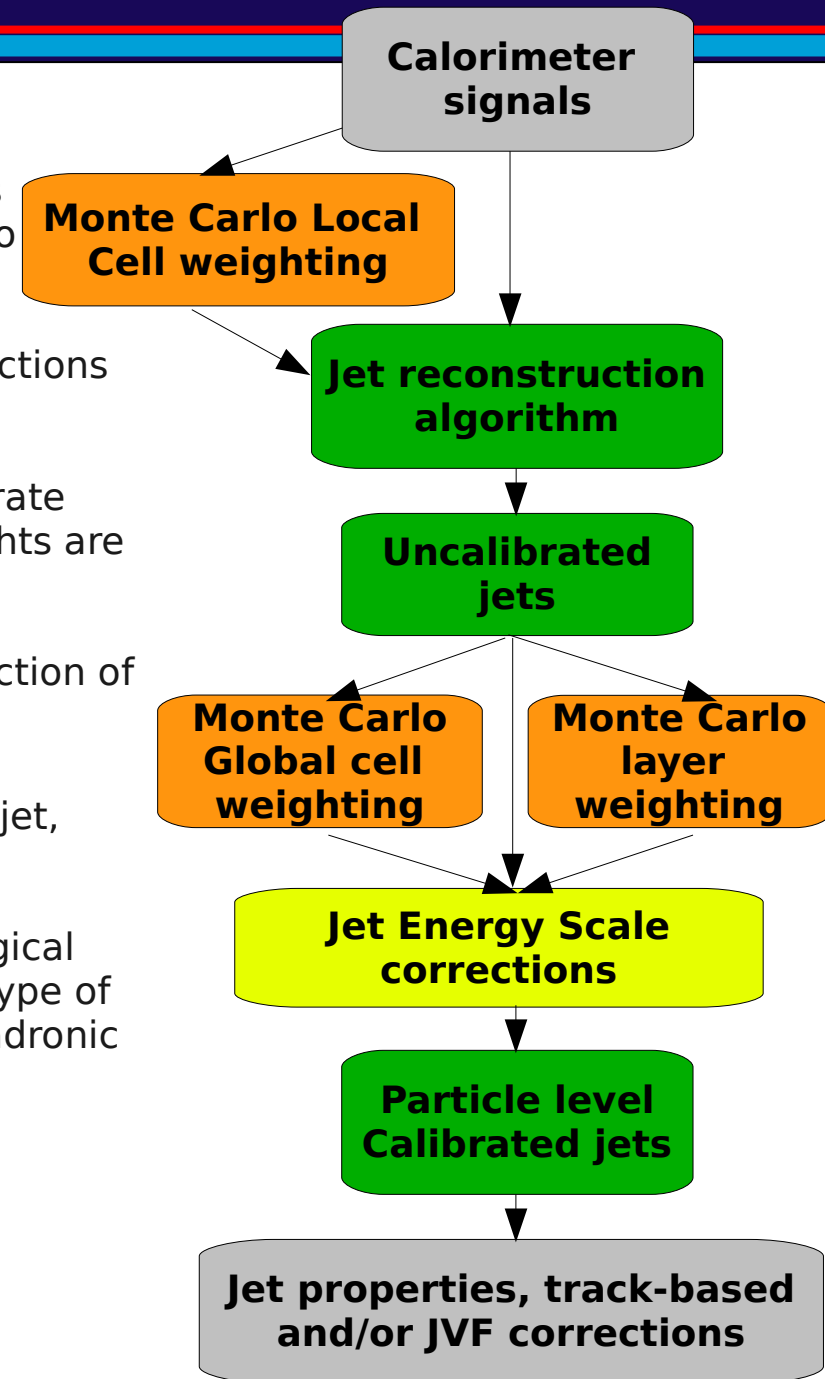 Calorimeter
signals
o
Monte Carlo Local
Cell weighting
ctions
Jet reconstruction
algorithm
rate
hts are
Uncalibrated
jets
ction of
Monte Carlo
Global cell
weighting
Monte Carlo
layer
weighting
jet,
Jet Energy Scale
corrections
gical
ype of
adronic
Particle level
Calibrated jets
Jet properties, track-based
and/or JVF corrections